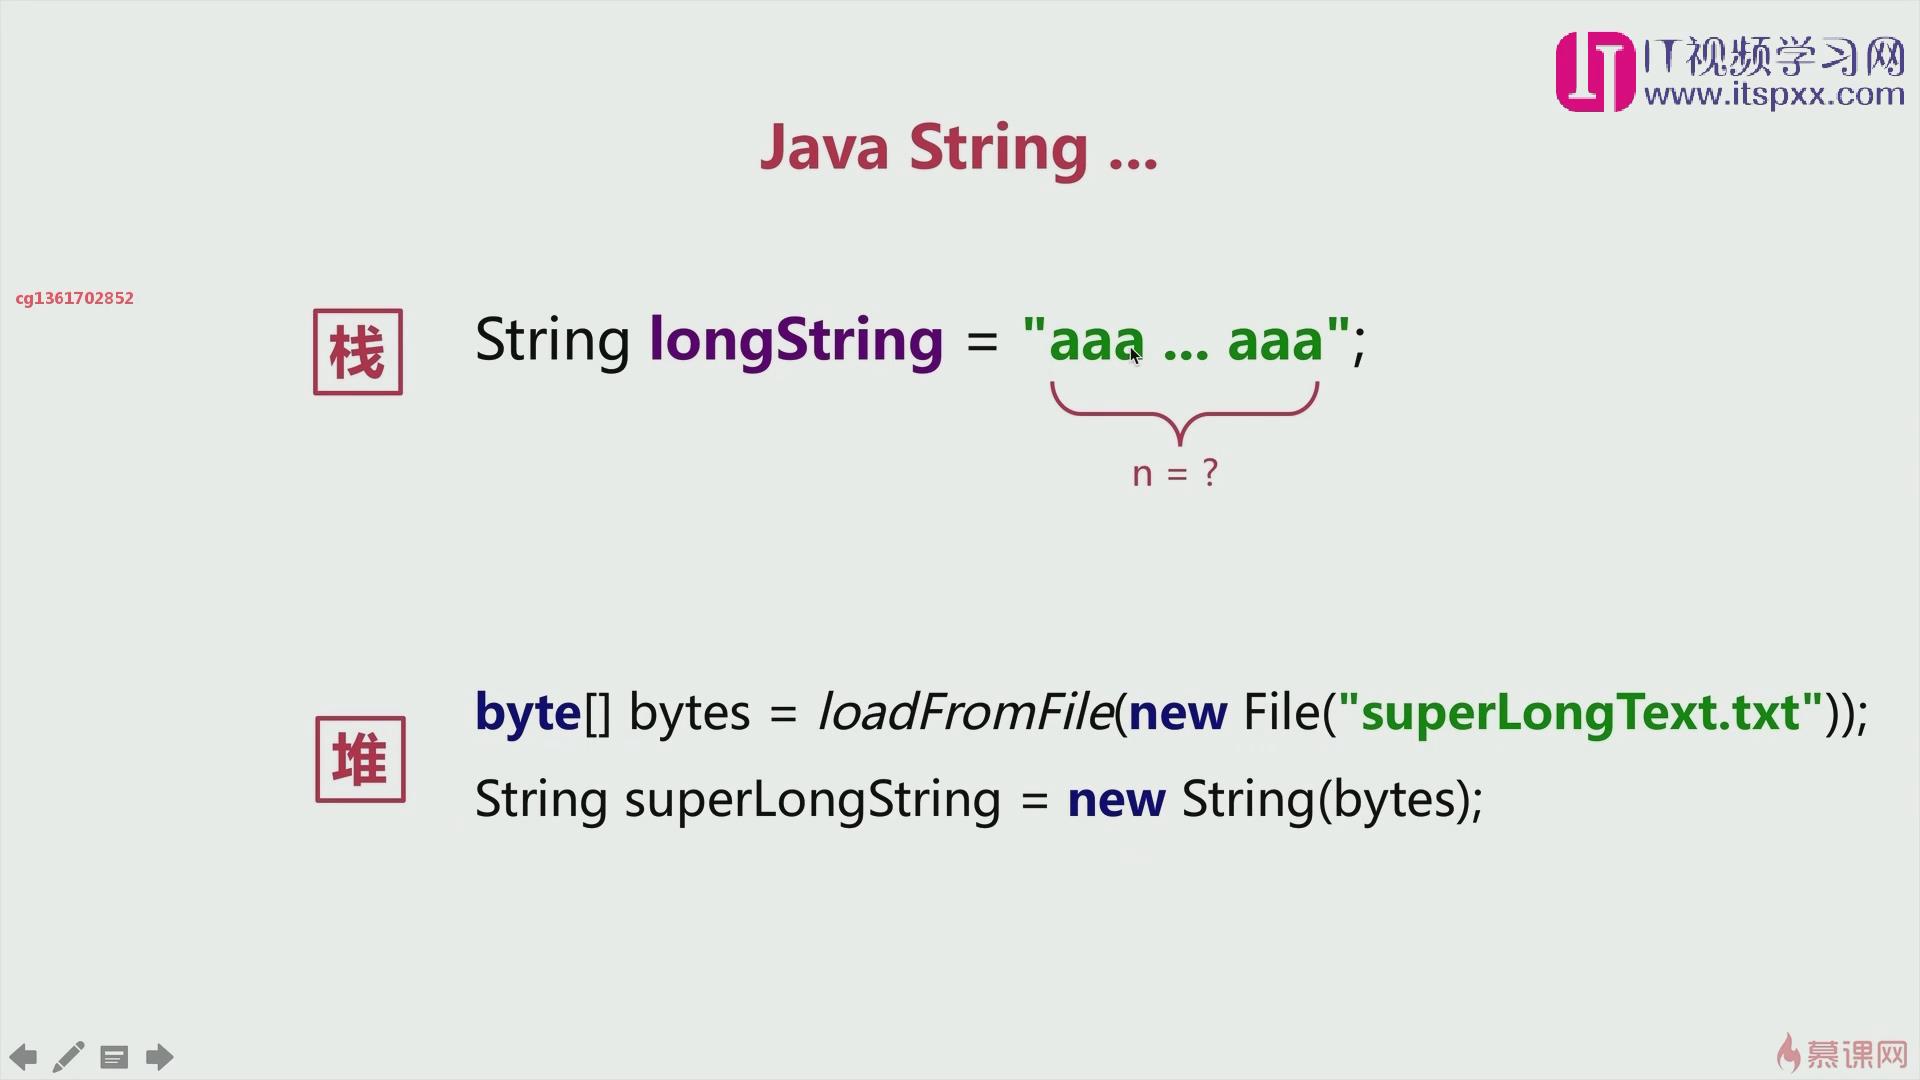 IT视频学习网
www.itspxx.com
Java String ...
cg1361702852
栈
String longString = "aaa ... aaa";
n = ?
堆
byte[] bytes = loadFromFile(new File("superLongText.txt"));
String superLongString = new String(bytes);
慕课网